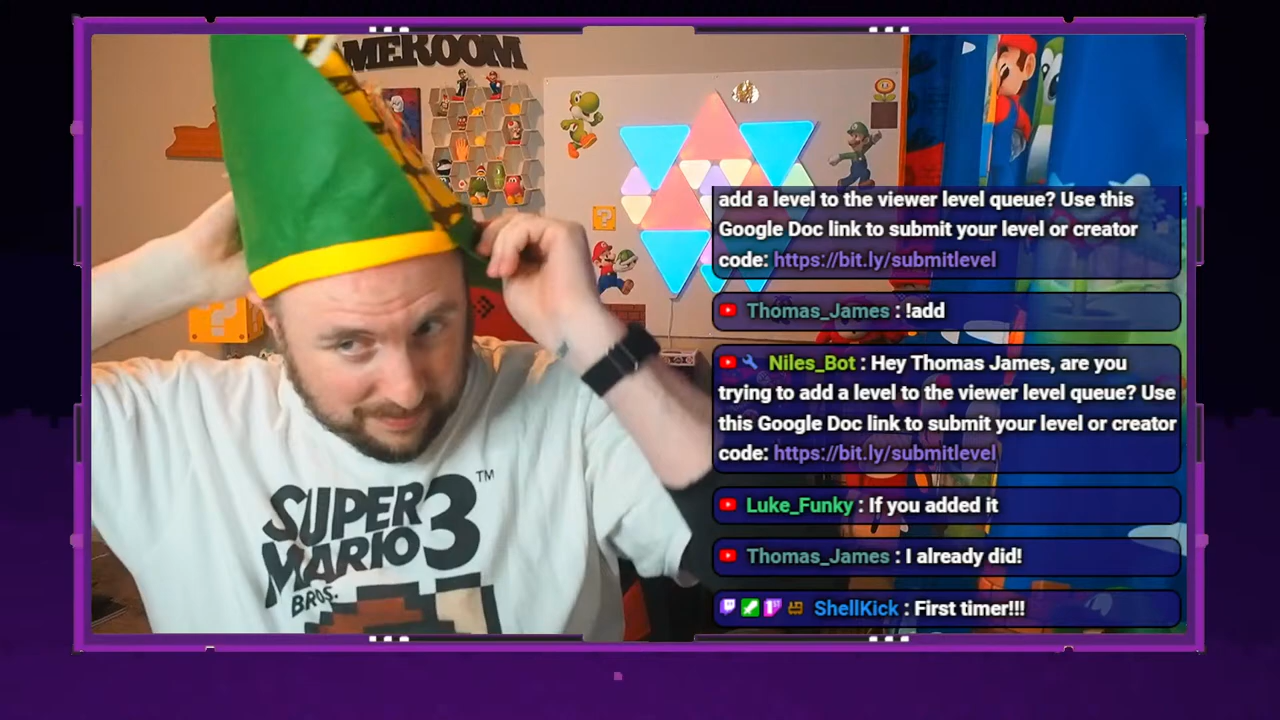 MEROOM
add a level to the viewer level queue? Use this
Google Doc link to submit your level or creator
code: https://bit.ly/submitlevel
Thomas_James : !add
Niles_Bot : Hey Thomas James, are you
trying to add a level to the viewer level queue? Use
this Google Doc link to submit your level or creator
code: https://bit.ly/submitlevel
Luke_Funky : If you added it
Thomas_James : I already did!
ShellKick : First timer!!!
SUPER
MARIO 3™
BROS.